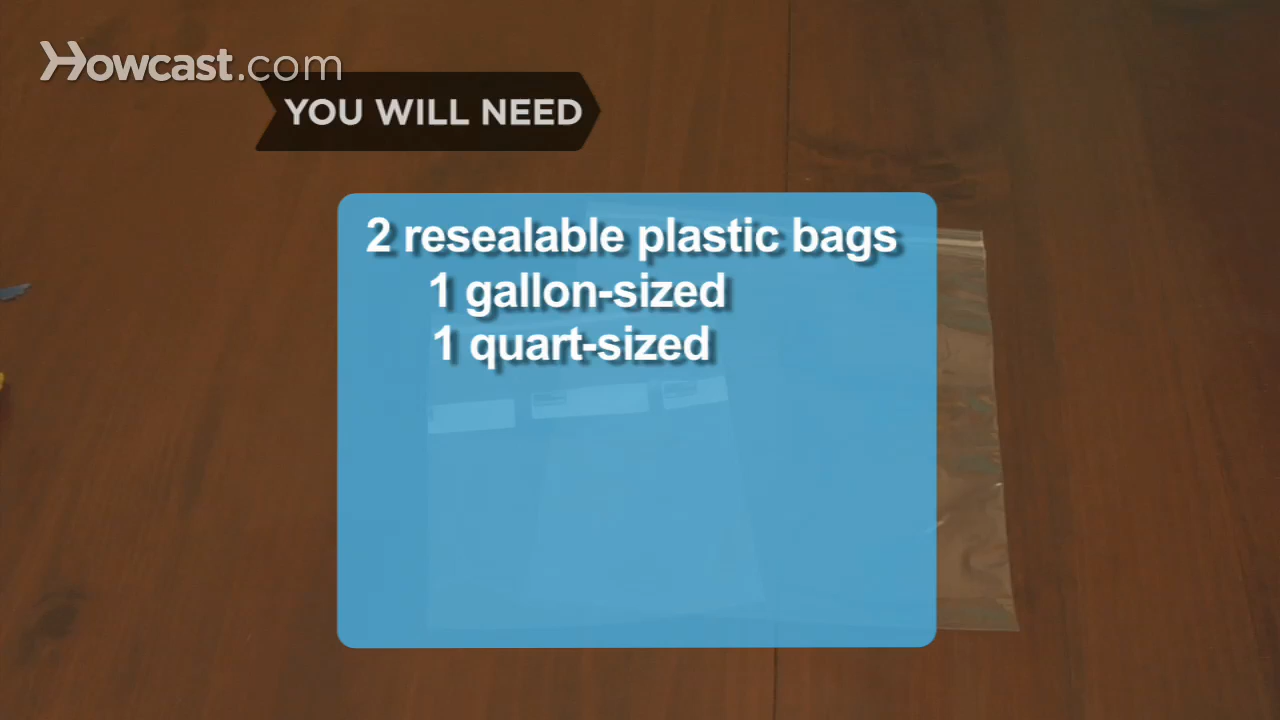 Howcast.com
YOU WILL NEED
2 resealable plastic bags
1 gallon-sized
1 quart-sized